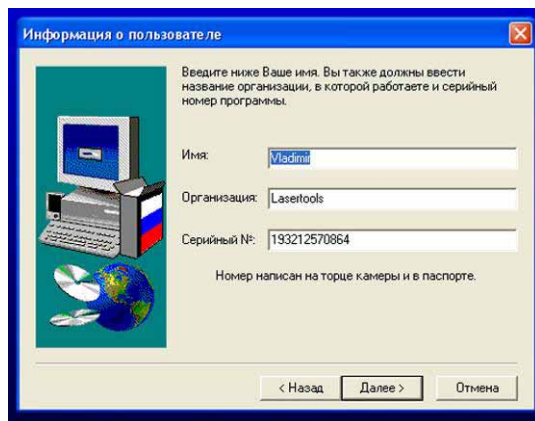 Информация о пользователе
Введите ниже Ваше имя. Вы также должны ввести
название организации, в которой работаете и серийный
номер программы.
Имя: Vladimir
Организация: Lasertools
Серийный №: 193212570864
Номер написан на торце камеры и в паспорте.
< Назад Далее > Отмена